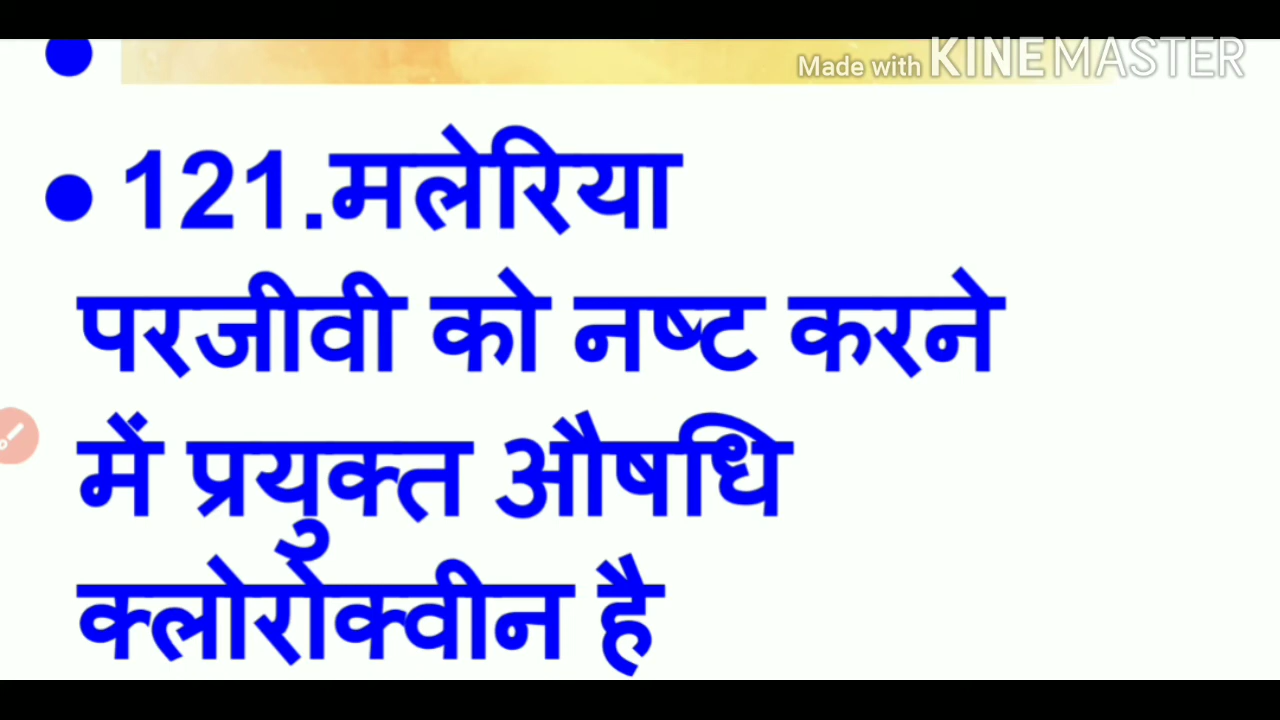 Made with KINEMASTER
• 121.मलेरिया
परजीवी को नष्ट करने
में प्रयुक्त औषधि
क्लोरोक्वीन है